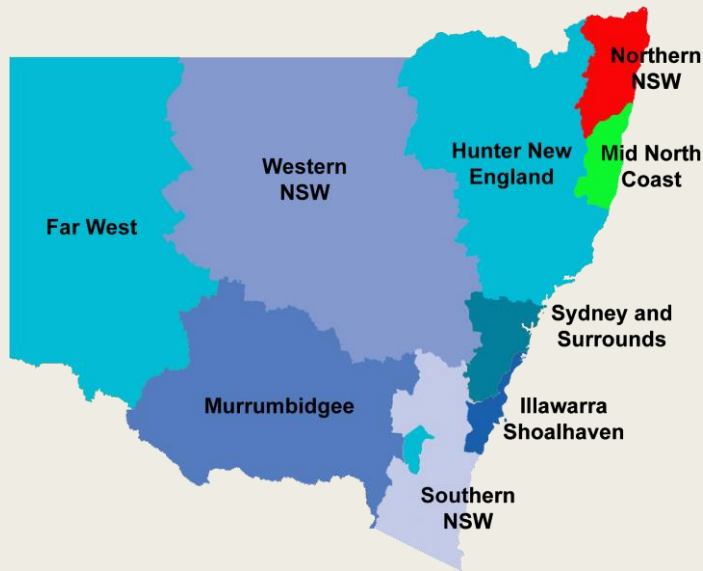 Northern
NSW
Hunter New
England
Mid North
Coast
Western
NSW
Far West
Sydney and
Surrounds
Murrumbidgee
Illawarra
Shoalhaven
Southern
NSW